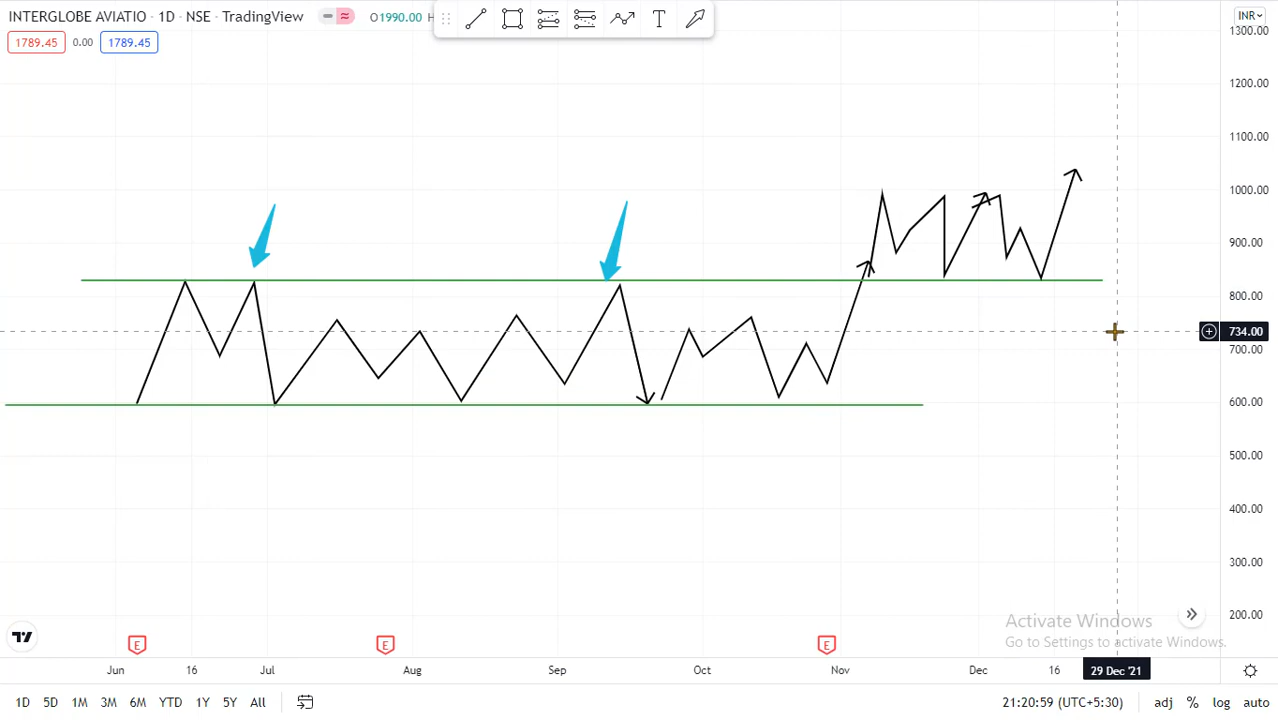 INTERGLOBE AVIATIO · 1D · NSE · TradingView
O1990.00 H
INR
1789.45 0.00 1789.45
T
1300.00
1200.00
1100.00
1000.00
900.00
800.00
734.00
700.00
600.00
500.00
400.00
300.00
200.00
Activate Windows
Go to Settings to activate Windows.
E E E
Jun 16 Jul Aug Sep Oct Nov Dec 16 29 Dec '21
1D 5D 1M 3M 6M YTD 1Y 5Y All 21:20:59 (UTC+5:30) adj % log auto